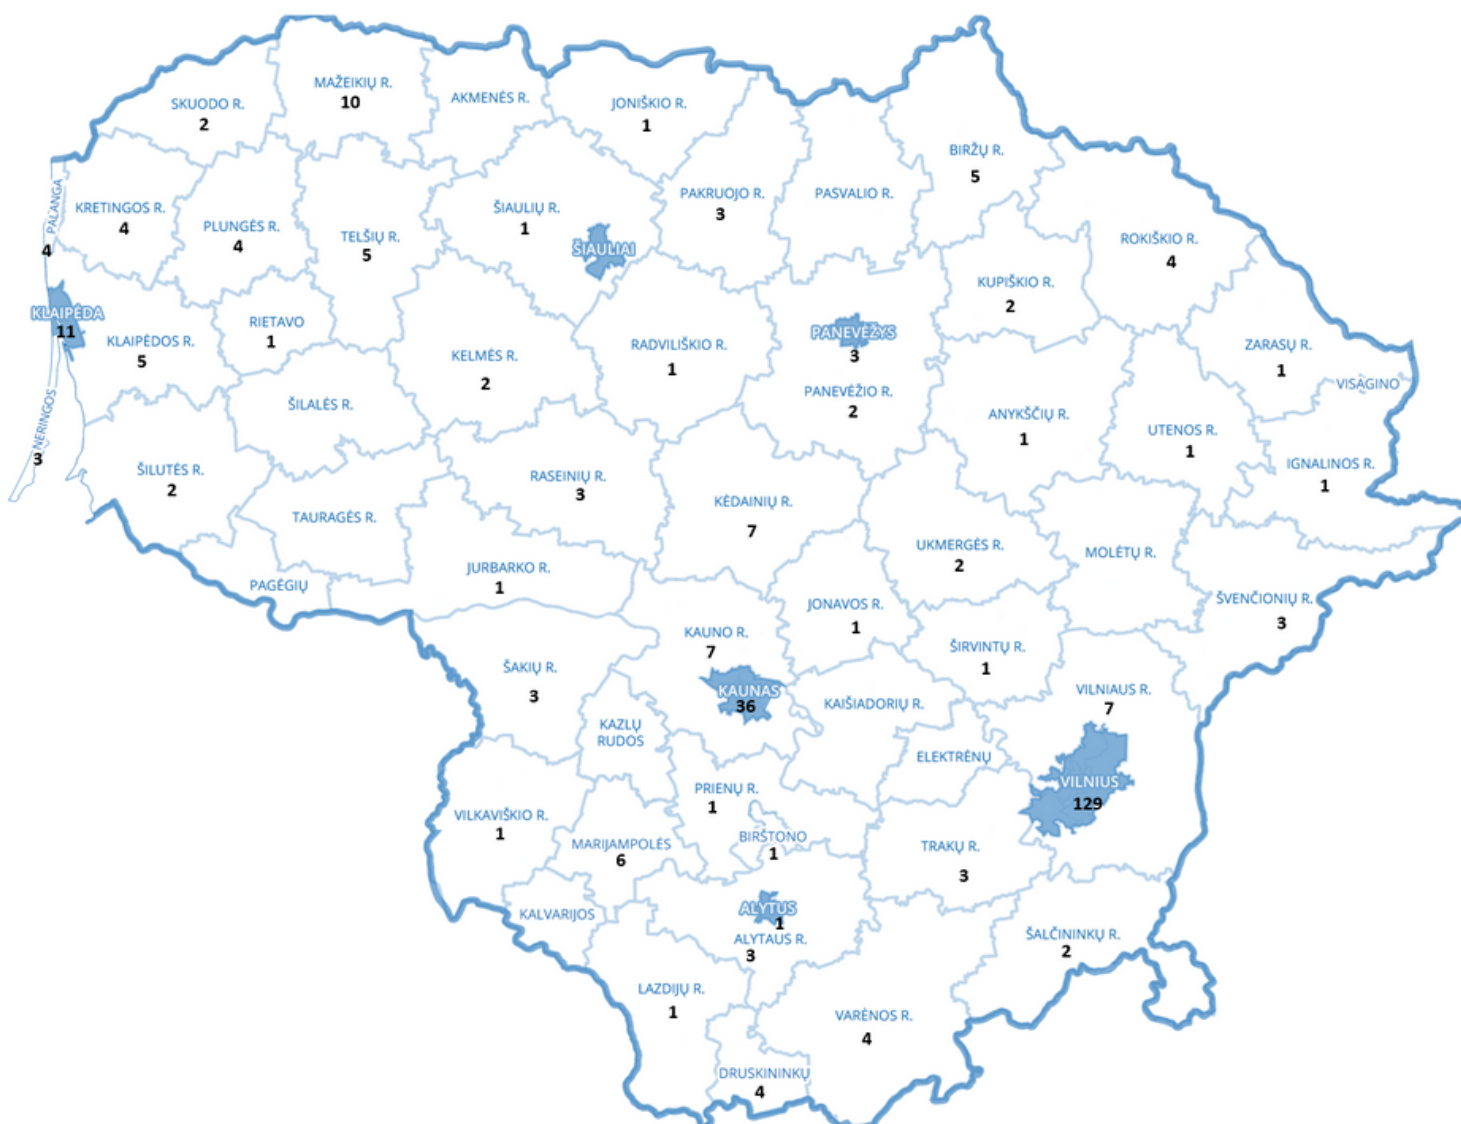 SKUODO R.
2
MAŽEIKIŲ R.
10
AKMENĖS R.
JONIŠKIO R.
1
BIRŽŲ R.
5
PALANGA
4
KRETINGOS R.
4
PLUNGĖS R.
4
TELŠIŲ R.
5
ŠIAULIŲ R.
1
ŠIAULIAI
PAKRUOJO R.
3
PASVALIO R.
ROKIŠKIO R.
4
KUPIŠKIO R.
2
KLAIPĖDA
11
KLAIPĖDOS R.
5
RIETAVO
1
KELMĖS R.
2
RADVILIŠKIO R.
1
PANEVĖŽYS
3
PANEVĖŽIO R.
2
ZARASŲ R.
1
VISAGINO
NERINGOS
3
ŠILALĖS R.
ANYKŠČIŲ R.
1
UTENOS R.
1
IGNALINOS R.
1
ŠILUTĖS R.
2
RASEINIŲ R.
3
KĖDAINIŲ R.
7
TAURAGĖS R.
UKMERGĖS R.
2
MOLĖTŲ R.
PAGĖGIŲ
JURBARKO R.
1
JONAVOS R.
1
ŠVENČIONIŲ R.
3
KAUNO R.
7
ŠIRVINTŲ R.
1
ŠAKIŲ R.
3
KAUNAS
36
KAIŠIADORIŲ R.
VILNIAUS R.
7
KAZLŲ
RUDOS
ELEKTRĖNŲ
VILNIUS
129
PRIENŲ R.
1
VILKAVIŠKIO R.
1
MARIJAMPOLĖS
6
BIRŠTONO
1
TRAKŲ R.
3
KALVARIJOS
ALYTUS
1
ALYTAUS R.
3
ŠALČININKŲ R.
2
LAZDIJŲ R.
1
VARĖNOS R.
4
DRUSKININKŲ
4